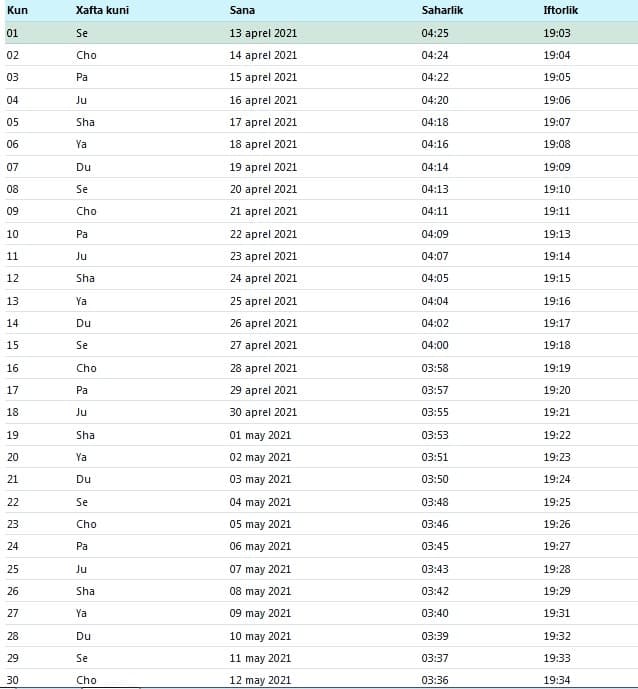 Kun Xafta kuni Sana Saharlik Iftorlik
01 Se 13 aprel 2021 04:25 19:03
02 Cho 14 aprel 2021 04:24 19:04
03 Pa 15 aprel 2021 04:22 19:05
04 Ju 16 aprel 2021 04:20 19:06
05 Sha 17 aprel 2021 04:18 19:07
06 Ya 18 aprel 2021 04:16 19:08
07 Du 19 aprel 2021 04:14 19:09
08 Se 20 aprel 2021 04:13 19:10
09 Cho 21 aprel 2021 04:11 19:11
10 Pa 22 aprel 2021 04:09 19:13
11 Ju 23 aprel 2021 04:07 19:14
12 Sha 24 aprel 2021 04:05 19:15
13 Ya 25 aprel 2021 04:04 19:16
14 Du 26 aprel 2021 04:02 19:17
15 Se 27 aprel 2021 04:00 19:18
16 Cho 28 aprel 2021 03:58 19:19
17 Pa 29 aprel 2021 03:57 19:20
18 Ju 30 aprel 2021 03:55 19:21
19 Sha 01 may 2021 03:53 19:22
20 Ya 02 may 2021 03:51 19:23
21 Du 03 may 2021 03:50 19:24
22 Se 04 may 2021 03:48 19:25
23 Cho 05 may 2021 03:46 19:26
24 Pa 06 may 2021 03:45 19:27
25 Ju 07 may 2021 03:43 19:28
26 Sha 08 may 2021 03:42 19:29
27 Ya 09 may 2021 03:40 19:31
28 Du 10 may 2021 03:39 19:32
29 Se 11 may 2021 03:37 19:33
30 Cho 12 may 2021 03:36 19:34